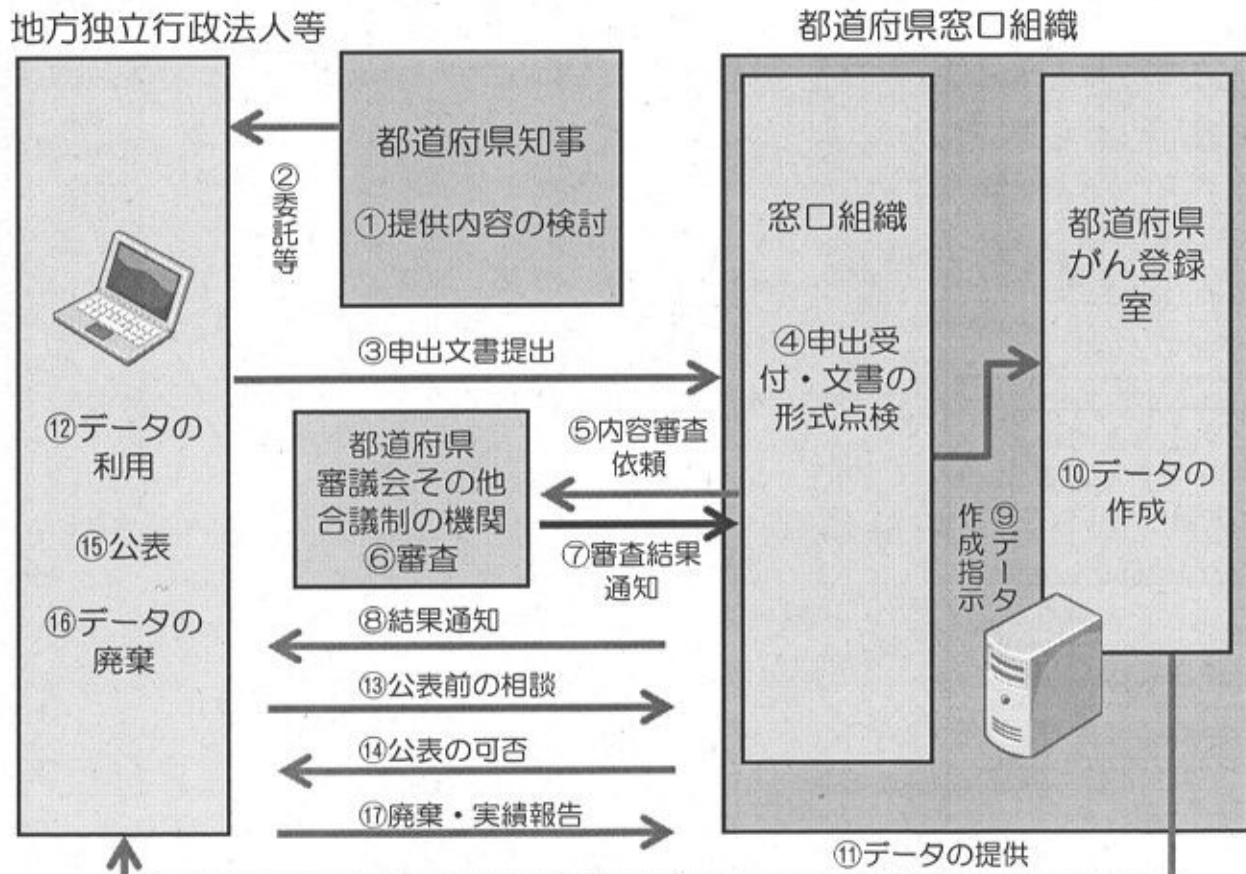 地方独立行政法人等
都道府県窓口組織
都道府県知事
①提供内容の検討
②委託等
③申出文書提出
窓口組織
④申出受
付・文書の
形式点検
都道府県
がん登録
室
⑤内容審査
依頼
都道府県
審議会その他
合議制の機関
⑥審査
⑦審査結果
通知
⑧結果通知
⑨データ
作成指示
⑩データの
作成
⑪データの提供
⑫データの
利用
⑬公表前の相談
⑭公表の可否
⑮公表
⑯データの
廃棄
⑰廃棄・実績報告